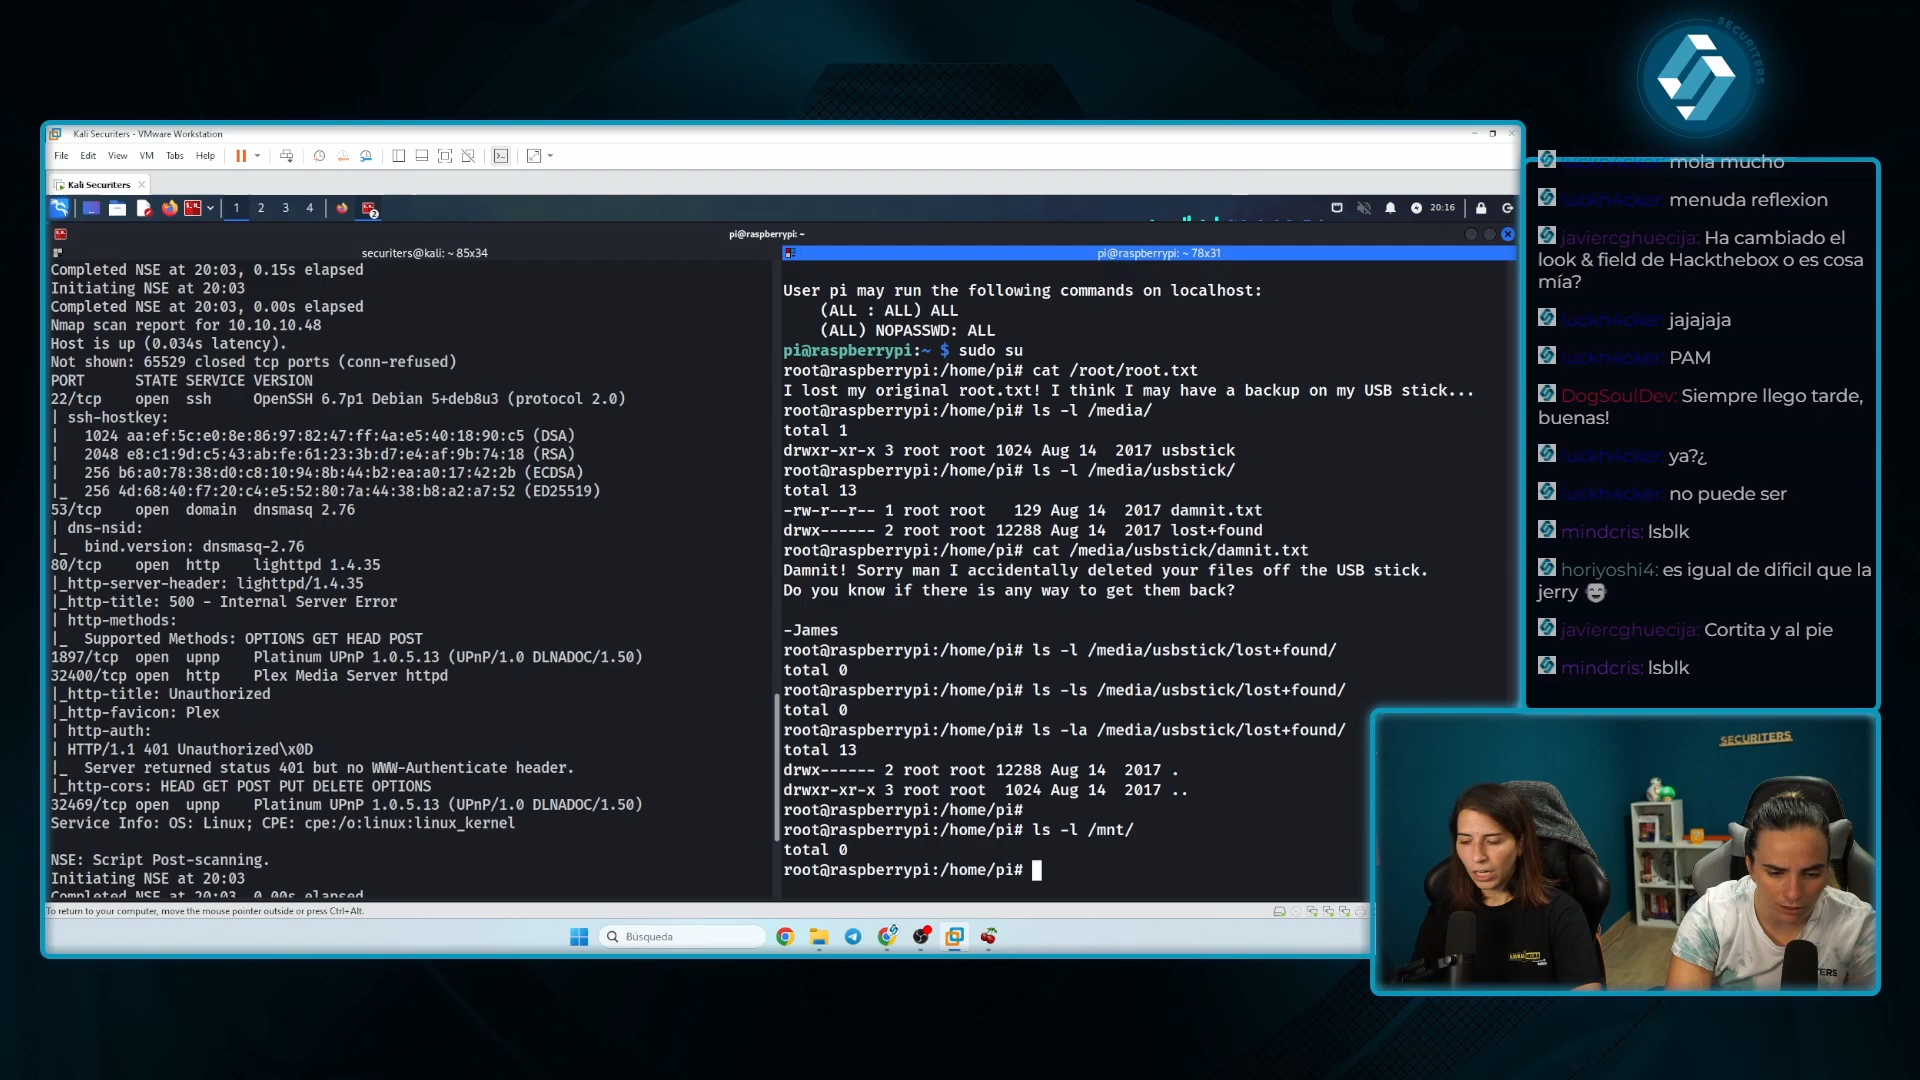 SECURITERS
Kali Securiters - VMware Workstation
File Edit View VM Tabs Help
Kali Securiters
1 2 3 4
2
20:16
pi@raspberrypi: ~
securiters@kali: ~ 85x34
Completed NSE at 20:03, 0.15s elapsed
Initiating NSE at 20:03
Completed NSE at 20:03, 0.00s elapsed
Nmap scan report for 10.10.10.48
Host is up (0.034s latency).
Not shown: 65529 closed tcp ports (conn-refused)
PORT      STATE SERVICE VERSION
22/tcp    open  ssh     OpenSSH 6.7p1 Debian 5+deb8u3 (protocol 2.0)
| ssh-hostkey:
|   1024 aa:ef:5c:e0:8e:86:97:82:47:ff:4a:e5:40:18:90:c5 (DSA)
|   2048 e8:c1:9d:c5:43:ab:fe:61:23:3b:d7:e4:af:9b:74:18 (RSA)
|   256 b6:a0:78:38:d0:c8:10:94:8b:44:b2:ea:a0:17:42:2b (ECDSA)
|_  256 4d:68:40:f7:20:c4:e5:52:80:7a:44:38:b8:a2:a7:52 (ED25519)
53/tcp    open  domain  dnsmasq 2.76
| dns-nsid:
|_  bind.version: dnsmasq-2.76
80/tcp    open  http    lighttpd 1.4.35
|_http-server-header: lighttpd/1.4.35
|_http-title: 500 - Internal Server Error
| http-methods:
|_  Supported Methods: OPTIONS GET HEAD POST
1897/tcp  open  upnp    Platinum UPnP 1.0.5.13 (UPnP/1.0 DLNADOC/1.50)
32400/tcp open  http    Plex Media Server httpd
|_http-title: Unauthorized
|_http-favicon: Plex
| http-auth:
| HTTP/1.1 401 Unauthorized\x0D
|_  Server returned status 401 but no WWW-Authenticate header.
|_http-cors: HEAD GET POST PUT DELETE OPTIONS
32469/tcp open  upnp    Platinum UPnP 1.0.5.13 (UPnP/1.0 DLNADOC/1.50)
Service Info: OS: Linux; CPE: cpe:/o:linux:linux_kernel
NSE: Script Post-scanning.
Initiating NSE at 20:03
Completed NSE at 20:03, 0.00s elapsed
pi@raspberrypi: ~ 78x31
User pi may run the following commands on localhost:
(ALL : ALL) ALL
(ALL) NOPASSWD: ALL
pi@raspberrypi:~ $ sudo su
root@raspberrypi:/home/pi# cat /root/root.txt
I lost my original root.txt! I think I may have a backup on my USB stick...
root@raspberrypi:/home/pi# ls -l /media/
total 1
drwxr-xr-x 3 root root 1024 Aug 14  2017 usbstick
root@raspberrypi:/home/pi# ls -l /media/usbstick/
total 13
-rw-r--r-- 1 root root   129 Aug 14  2017 damnit.txt
drwx------ 2 root root 12288 Aug 14  2017 lost+found
root@raspberrypi:/home/pi# cat /media/usbstick/damnit.txt
Damnit! Sorry man I accidentally deleted your files off the USB stick.
Do you know if there is any way to get them back?
-James
root@raspberrypi:/home/pi# ls -l /media/usbstick/lost+found/
total 0
root@raspberrypi:/home/pi# ls -ls /media/usbstick/lost+found/
total 0
root@raspberrypi:/home/pi# ls -la /media/usbstick/lost+found/
total 13
drwx------ 2 root root 12288 Aug 14  2017 .
drwxr-xr-x 3 root root  1024 Aug 14  2017 ..
root@raspberrypi:/home/pi#
root@raspberrypi:/home/pi# ls -l /mnt/
total 0
root@raspberrypi:/home/pi#
To return to your computer, move the mouse pointer outside or press Ctrl+Alt.
Búsqueda
luckh4cker: mola mucho
luckh4cker: menuda reflexion
javiercghuecija: Ha cambiado el
look & field de Hackthebox o es cosa
mía?
luckh4cker: jajajaja
luckh4cker: PAM
DogSoulDev: Siempre llego tarde,
buenas!
luckh4cker: ya?¿
luckh4cker: no puede ser
mindcris: lsblk
horiyoshi4: es igual de dificil que la
jerry
javiercghuecija: Cortita y al pie
mindcris: lsblk
SECURITERS